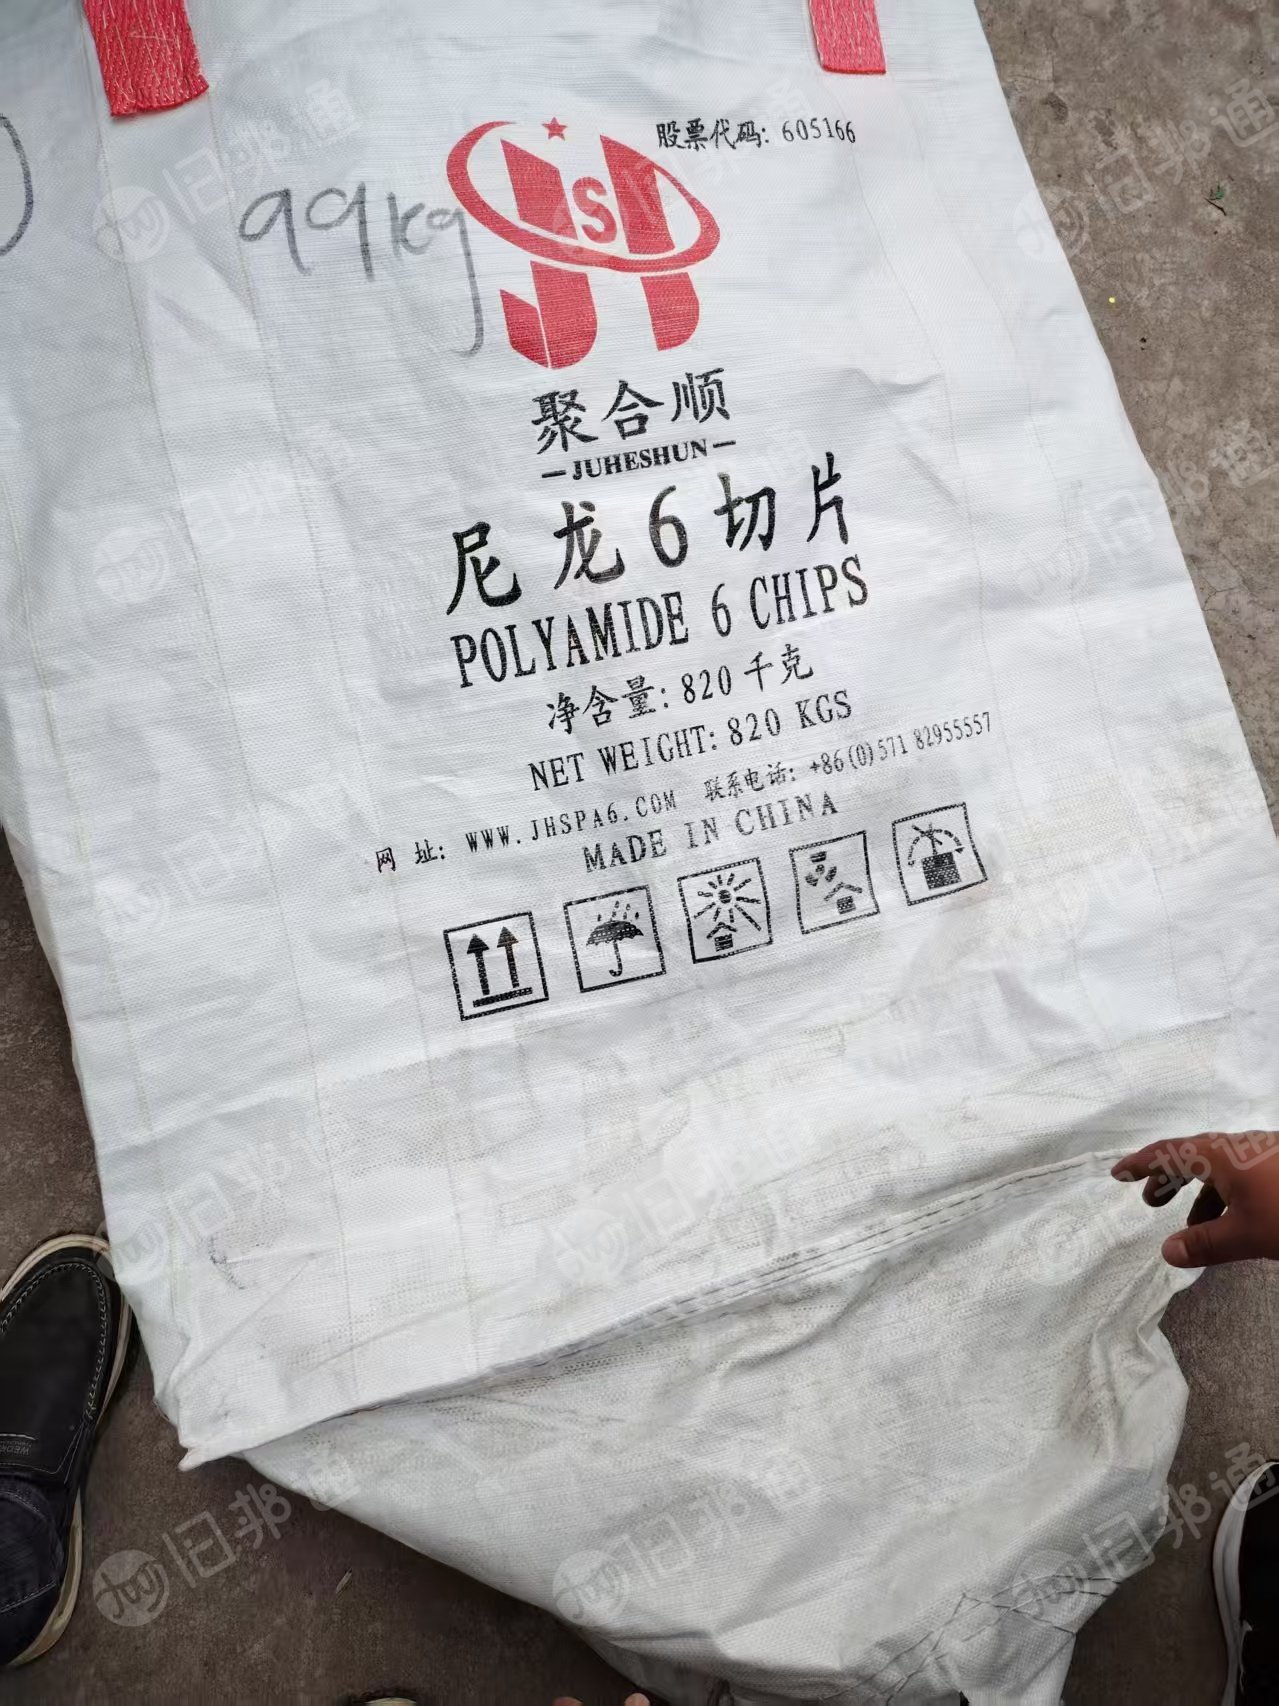 股票代码: 605166
99kg
JHS
聚合顺
JUHESHUN
尼龙6切片
POLYAMIDE 6 CHIPS
净含量: 820千克
NET WEIGHT: 820 KGS
网 址: WWW.JHSPA6.COM 联系电话: +86(0)571 82955557
MADE IN CHINA
旧邦通